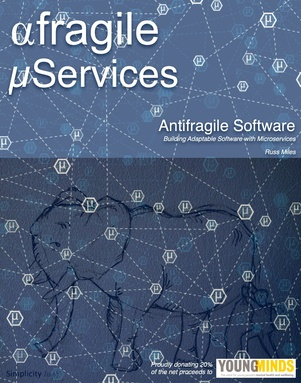 αfragile
μServices
Antifragile Software
Building Adaptable Software with Microservices
Russ Miles
Simplicity
Proudly donating 20%
of the net proceeds to
YOUNGMINDS